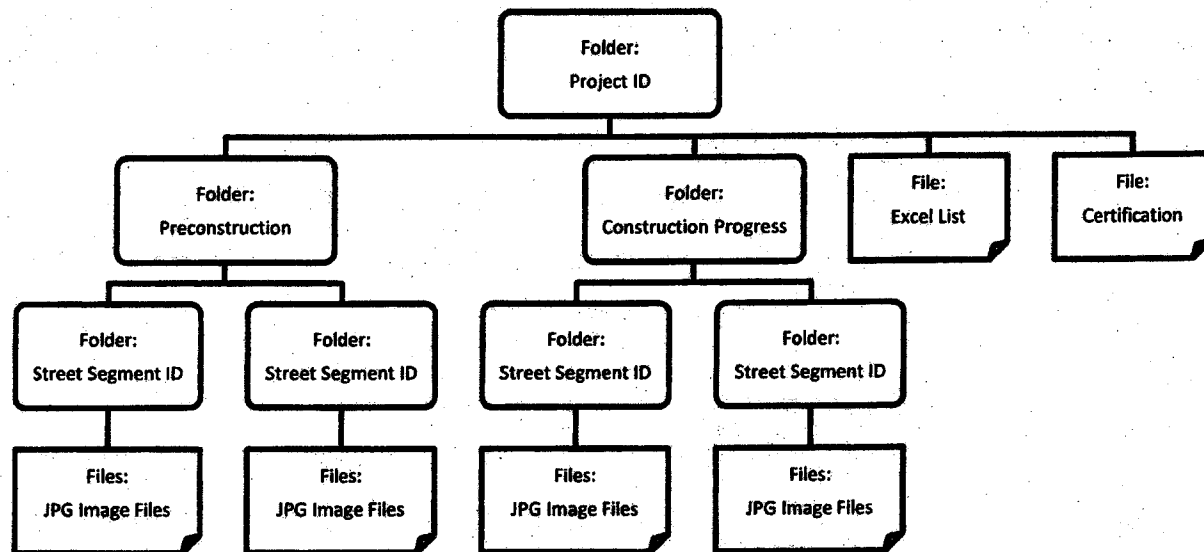 Folder:
Project ID
Folder:
Preconstruction
Folder:
Construction Progress
File:
Excel List
File:
Certification
Folder:
Street Segment ID
Folder:
Street Segment ID
Folder:
Street Segment ID
Folder:
Street Segment ID
Files:
JPG Image Files
Files:
JPG Image Files
Files:
JPG Image Files
Files:
JPG Image Files